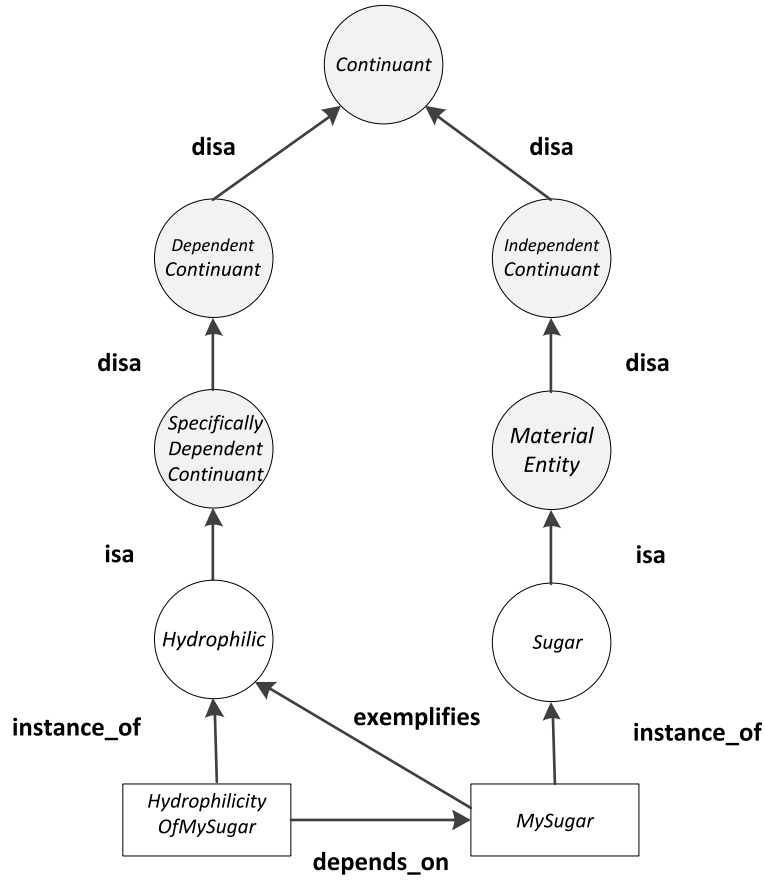 Continuant
disa
disa
Dependent
Continuant
Independent
Continuant
disa
disa
Specifically
Dependent
Continuant
Material
Entity
isa
isa
Hydrophilic
Sugar
instance_of
exemplifies
instance_of
Hydrophilicity
OfMySugar
MySugar
depends_on